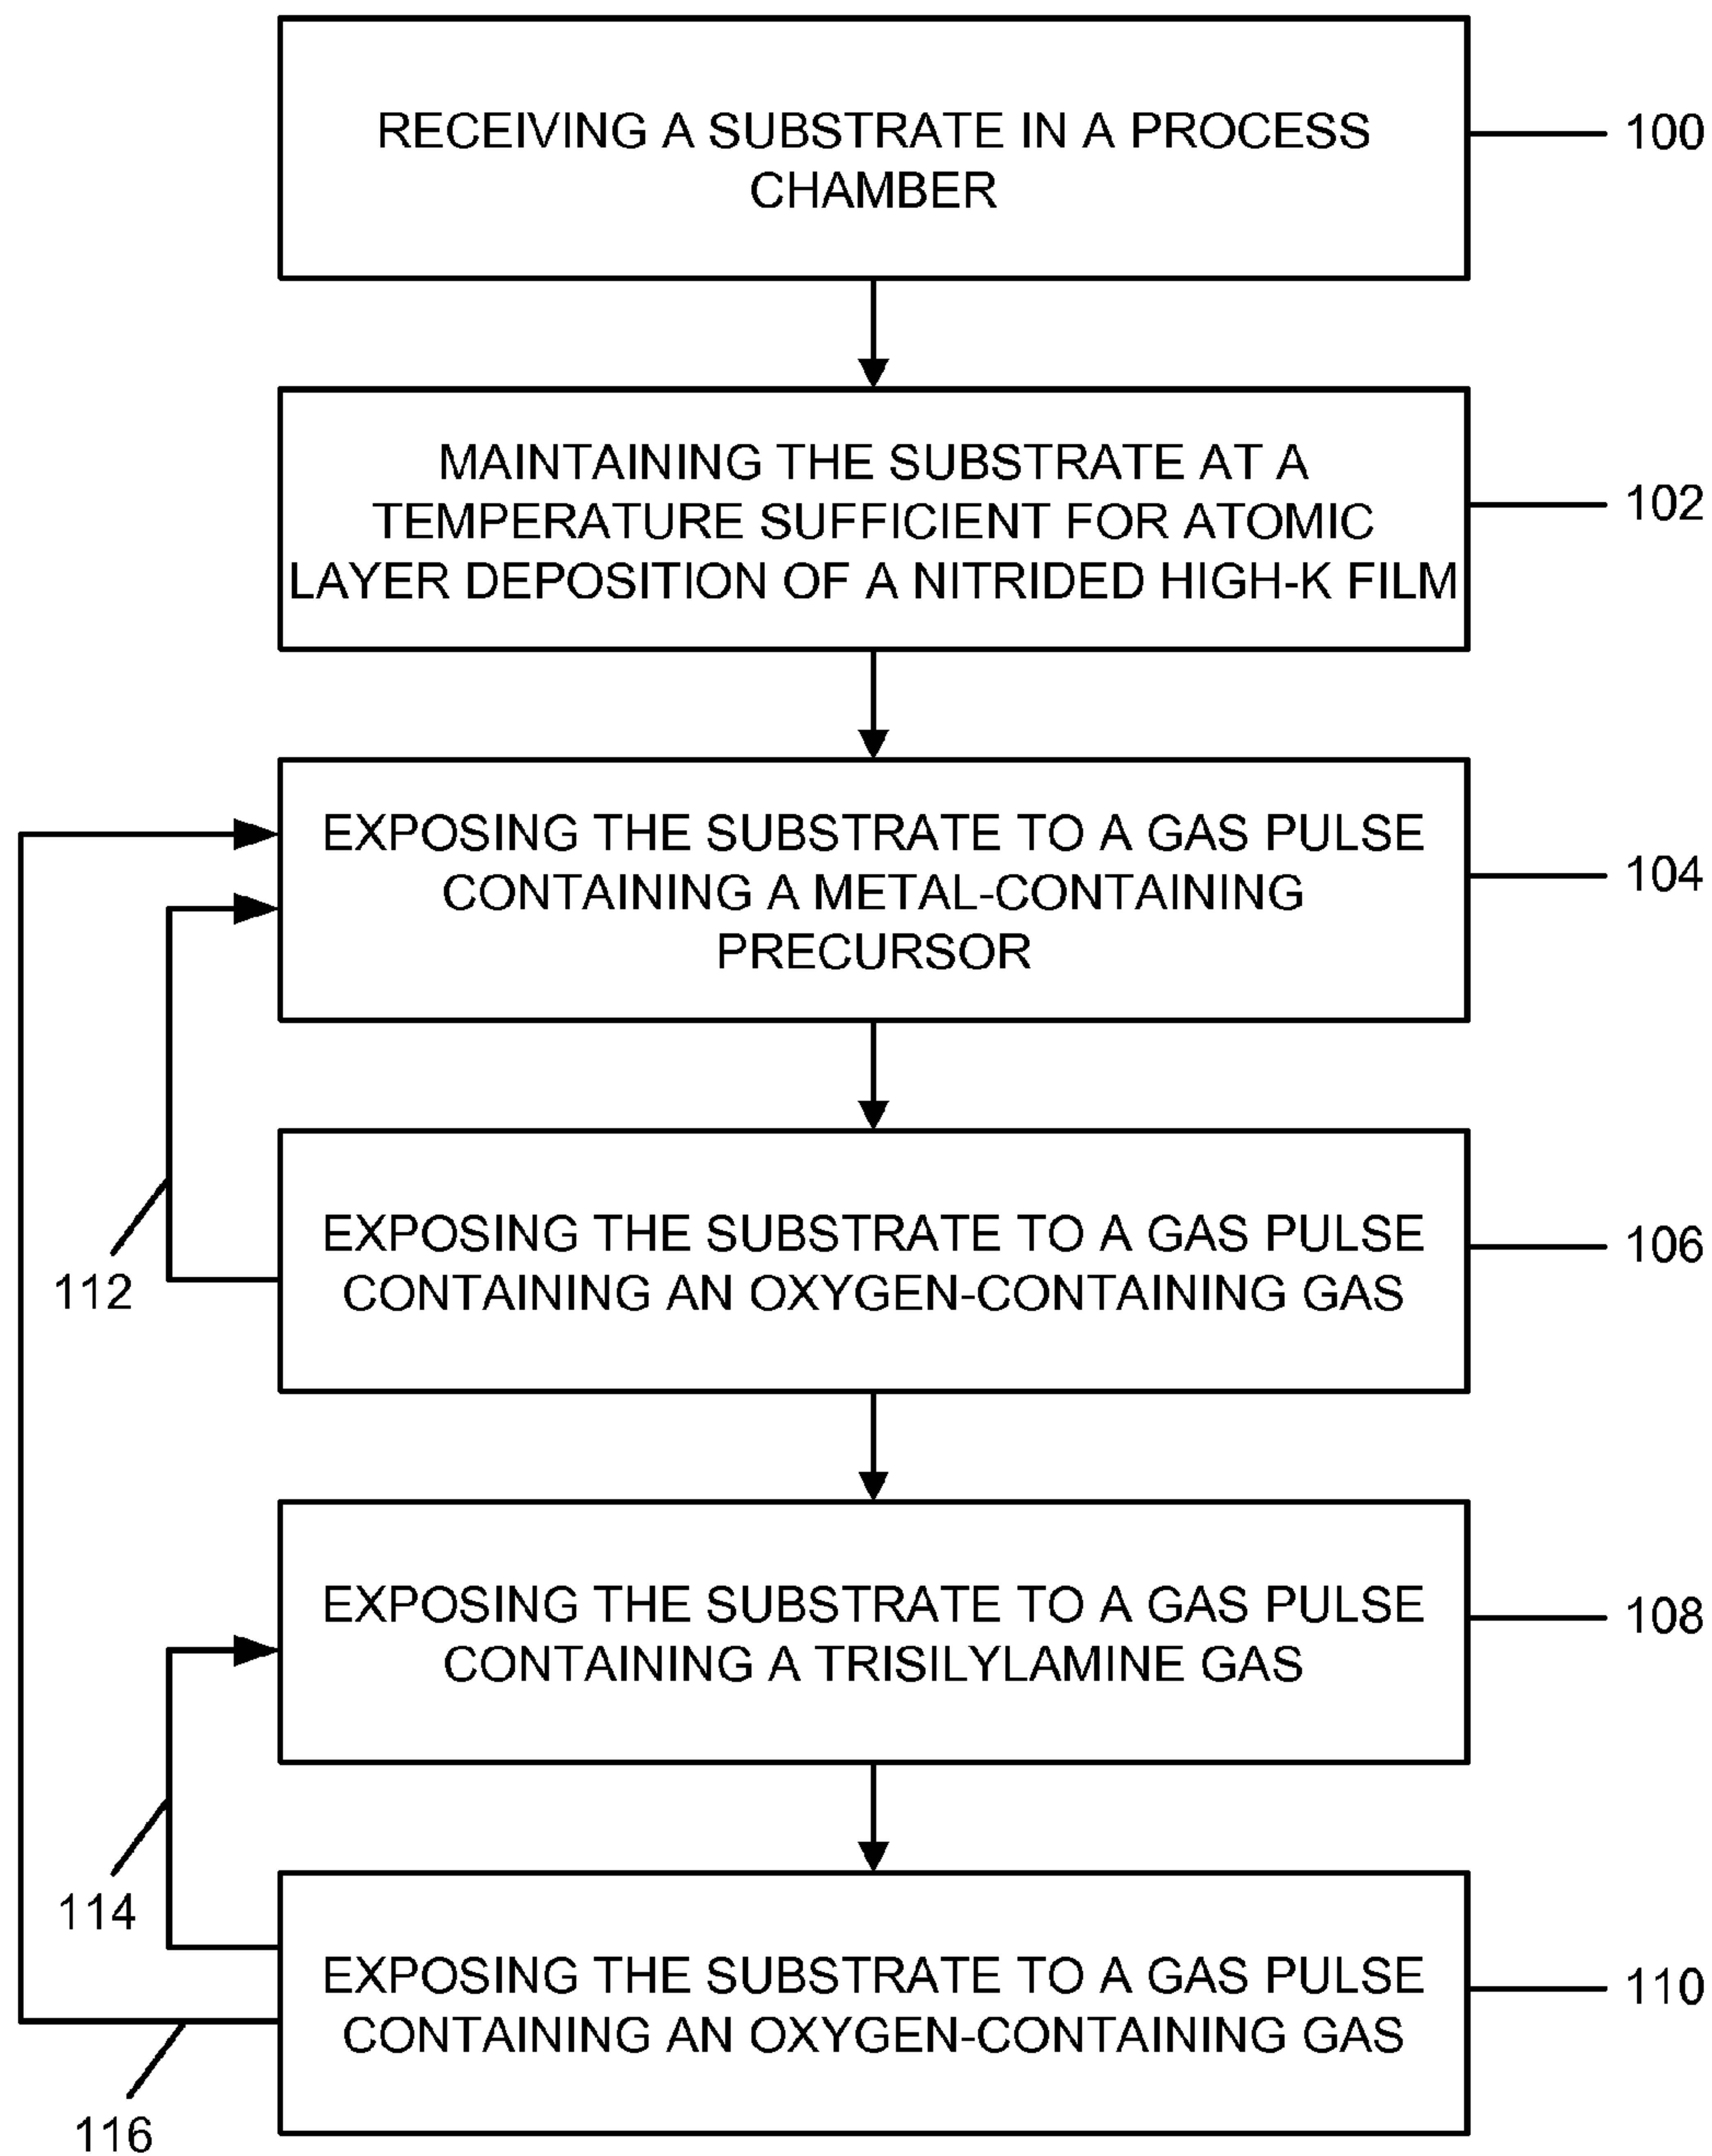 RECEIVING A SUBSTRATE IN A PROCESS
CHAMBER
100
MAINTAINING THE SUBSTRATE AT A
TEMPERATURE SUFFICIENT FOR ATOMIC
LAYER DEPOSITION OF A NITRIDED HIGH-K FILM
102
EXPOSING THE SUBSTRATE TO A GAS PULSE
CONTAINING A METAL-CONTAINING
PRECURSOR
104
EXPOSING THE SUBSTRATE TO A GAS PULSE
CONTAINING AN OXYGEN-CONTAINING GAS
106
112
EXPOSING THE SUBSTRATE TO A GAS PULSE
CONTAINING A TRISILYLAMINE GAS
108
114
EXPOSING THE SUBSTRATE TO A GAS PULSE
CONTAINING AN OXYGEN-CONTAINING GAS
110
116